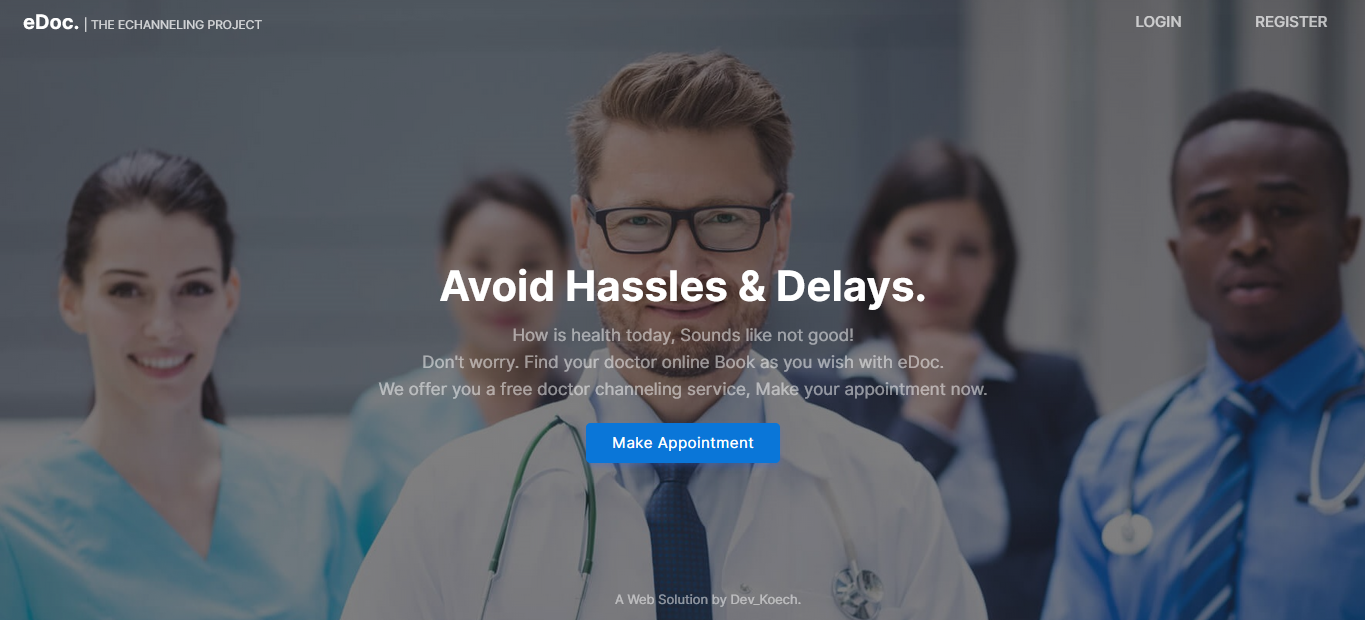 eDoc. | THE ECHANNELING PROJECT
LOGIN
REGISTER
Avoid Hassles & Delays.
How is health today, Sounds like not good!
Don't worry. Find your doctor online Book as you wish with eDoc.
We offer you a free doctor channeling service, Make your appointment now.
Make Appointment
A Web Solution by Dev_Koech.